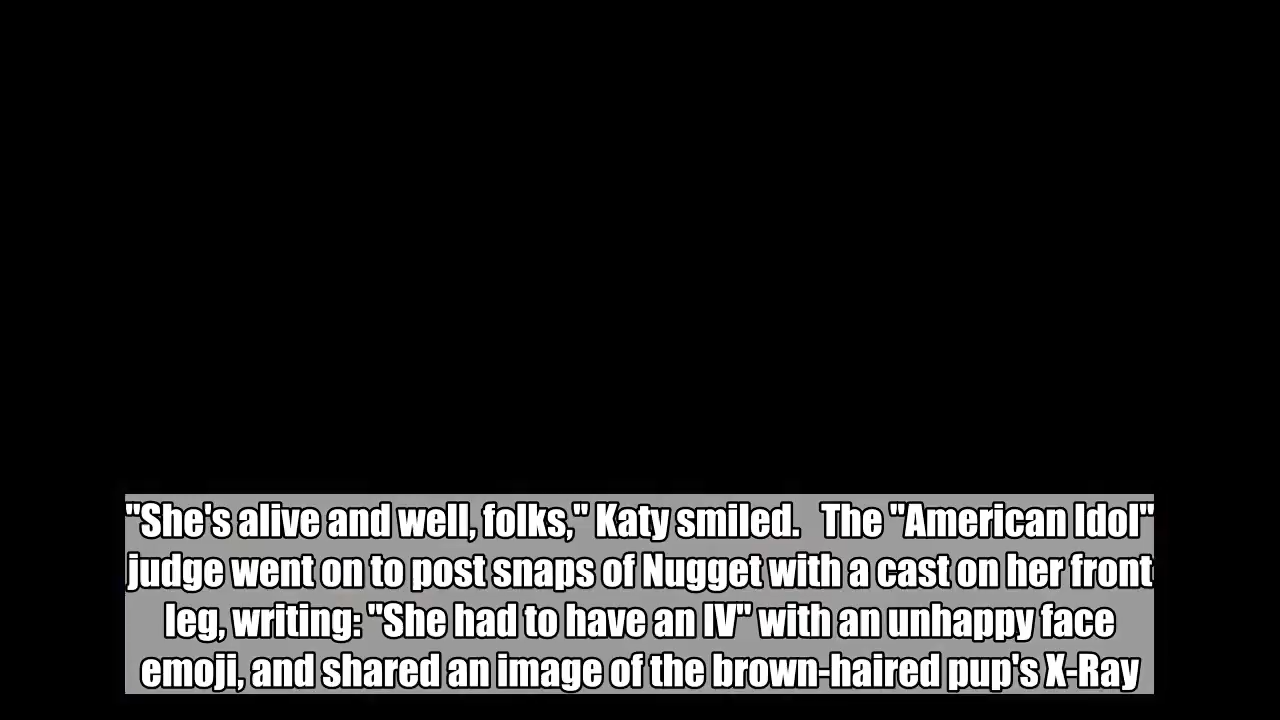 "She's alive and well, folks," Katy smiled.   The "American Idol"
judge went on to post snaps of Nugget with a cast on her front
leg, writing: "She had to have an IV" with an unhappy face
emoji, and shared an image of the brown-haired pup's X-Ray